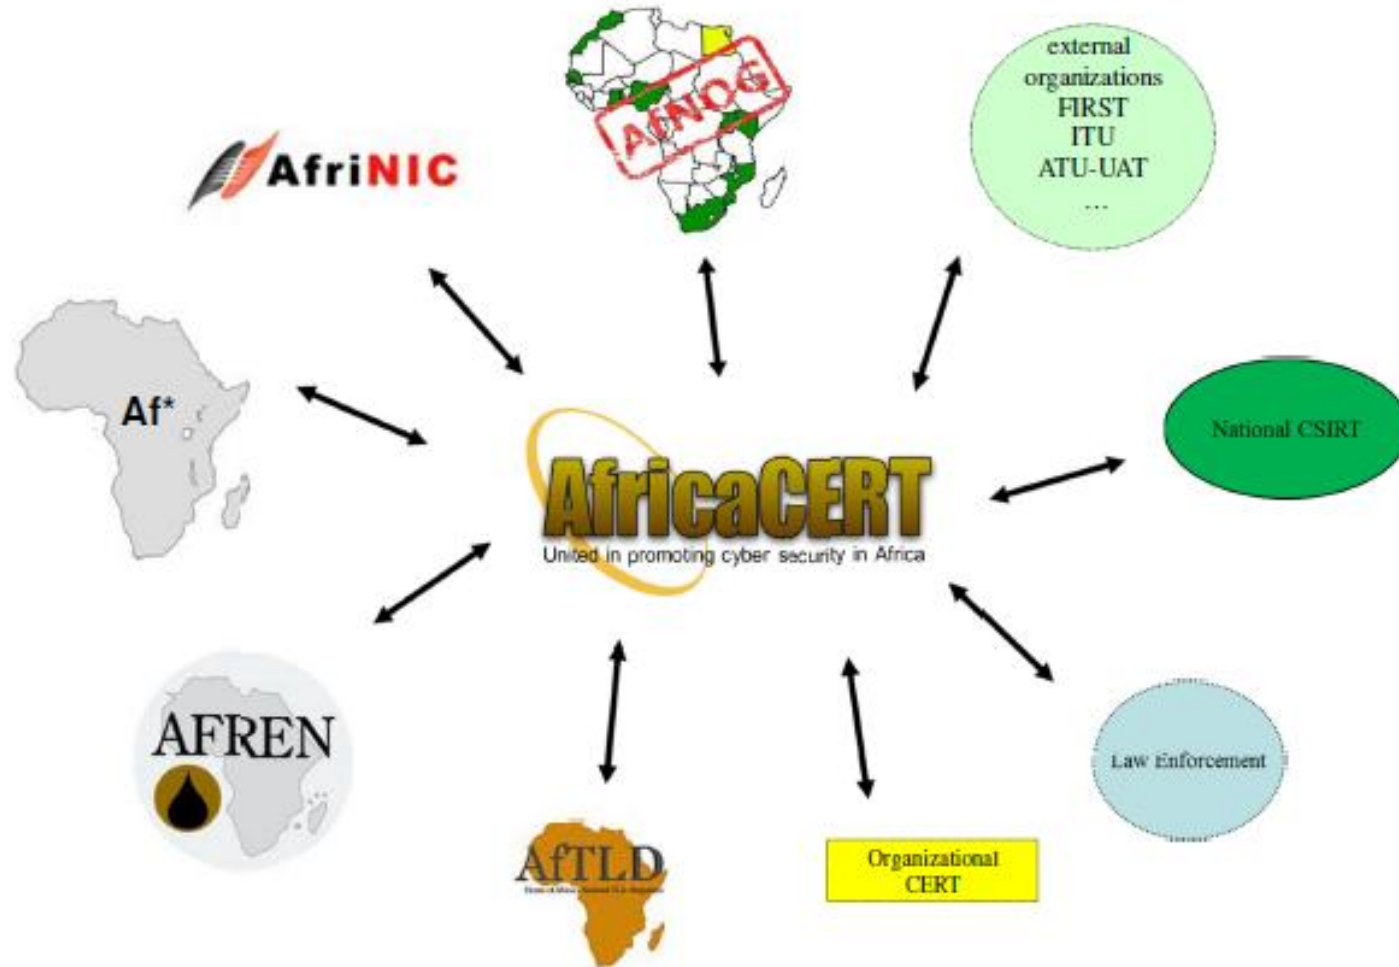 AfNOG
external
organizations
FIRST
ITU
ATU-UAT
...
AfriNIC
Af*
National CSIRT
AfricaCERT
United in promoting cyber security in Africa
AFREN
Law Enforcement
AfTLD
Organizational
CERT